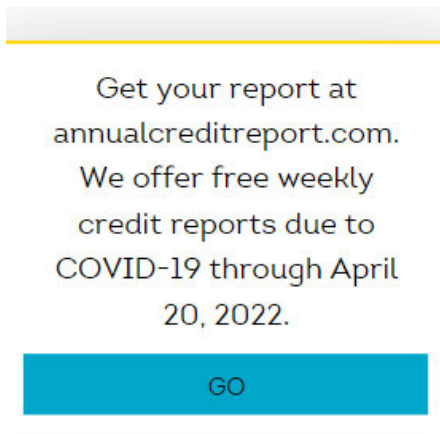 Get your report at
annualcreditreport.com.
We offer free weekly
credit reports due to
COVID-19 through April
20, 2022.
GO